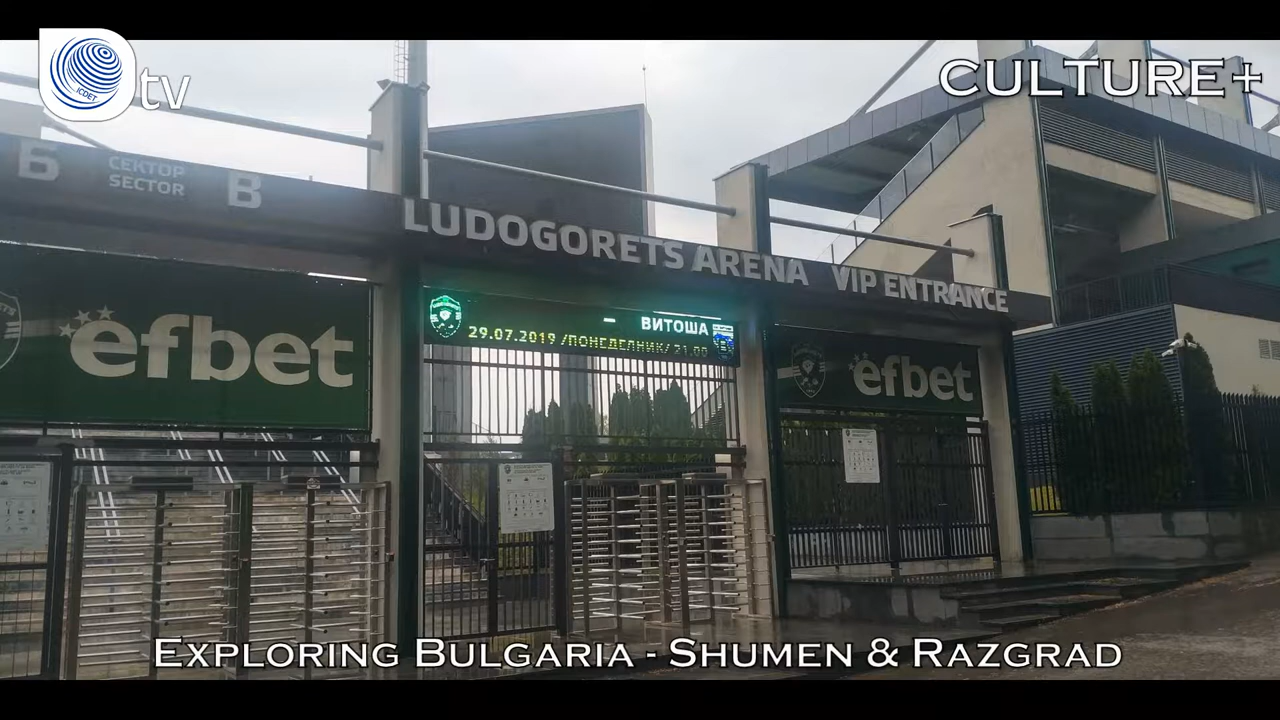 ICDET
tv
CULTURE+
Б
СЕКТОР
SECTOR
В
LUDOGORETS ARENA
VIP ENTRANCE
efbet
ВИТОША
29.07.2019 /ПОНЕДЕЛНИК/ 21.00
efbet
EXPLORING BULGARIA - SHUMEN & RAZGRAD